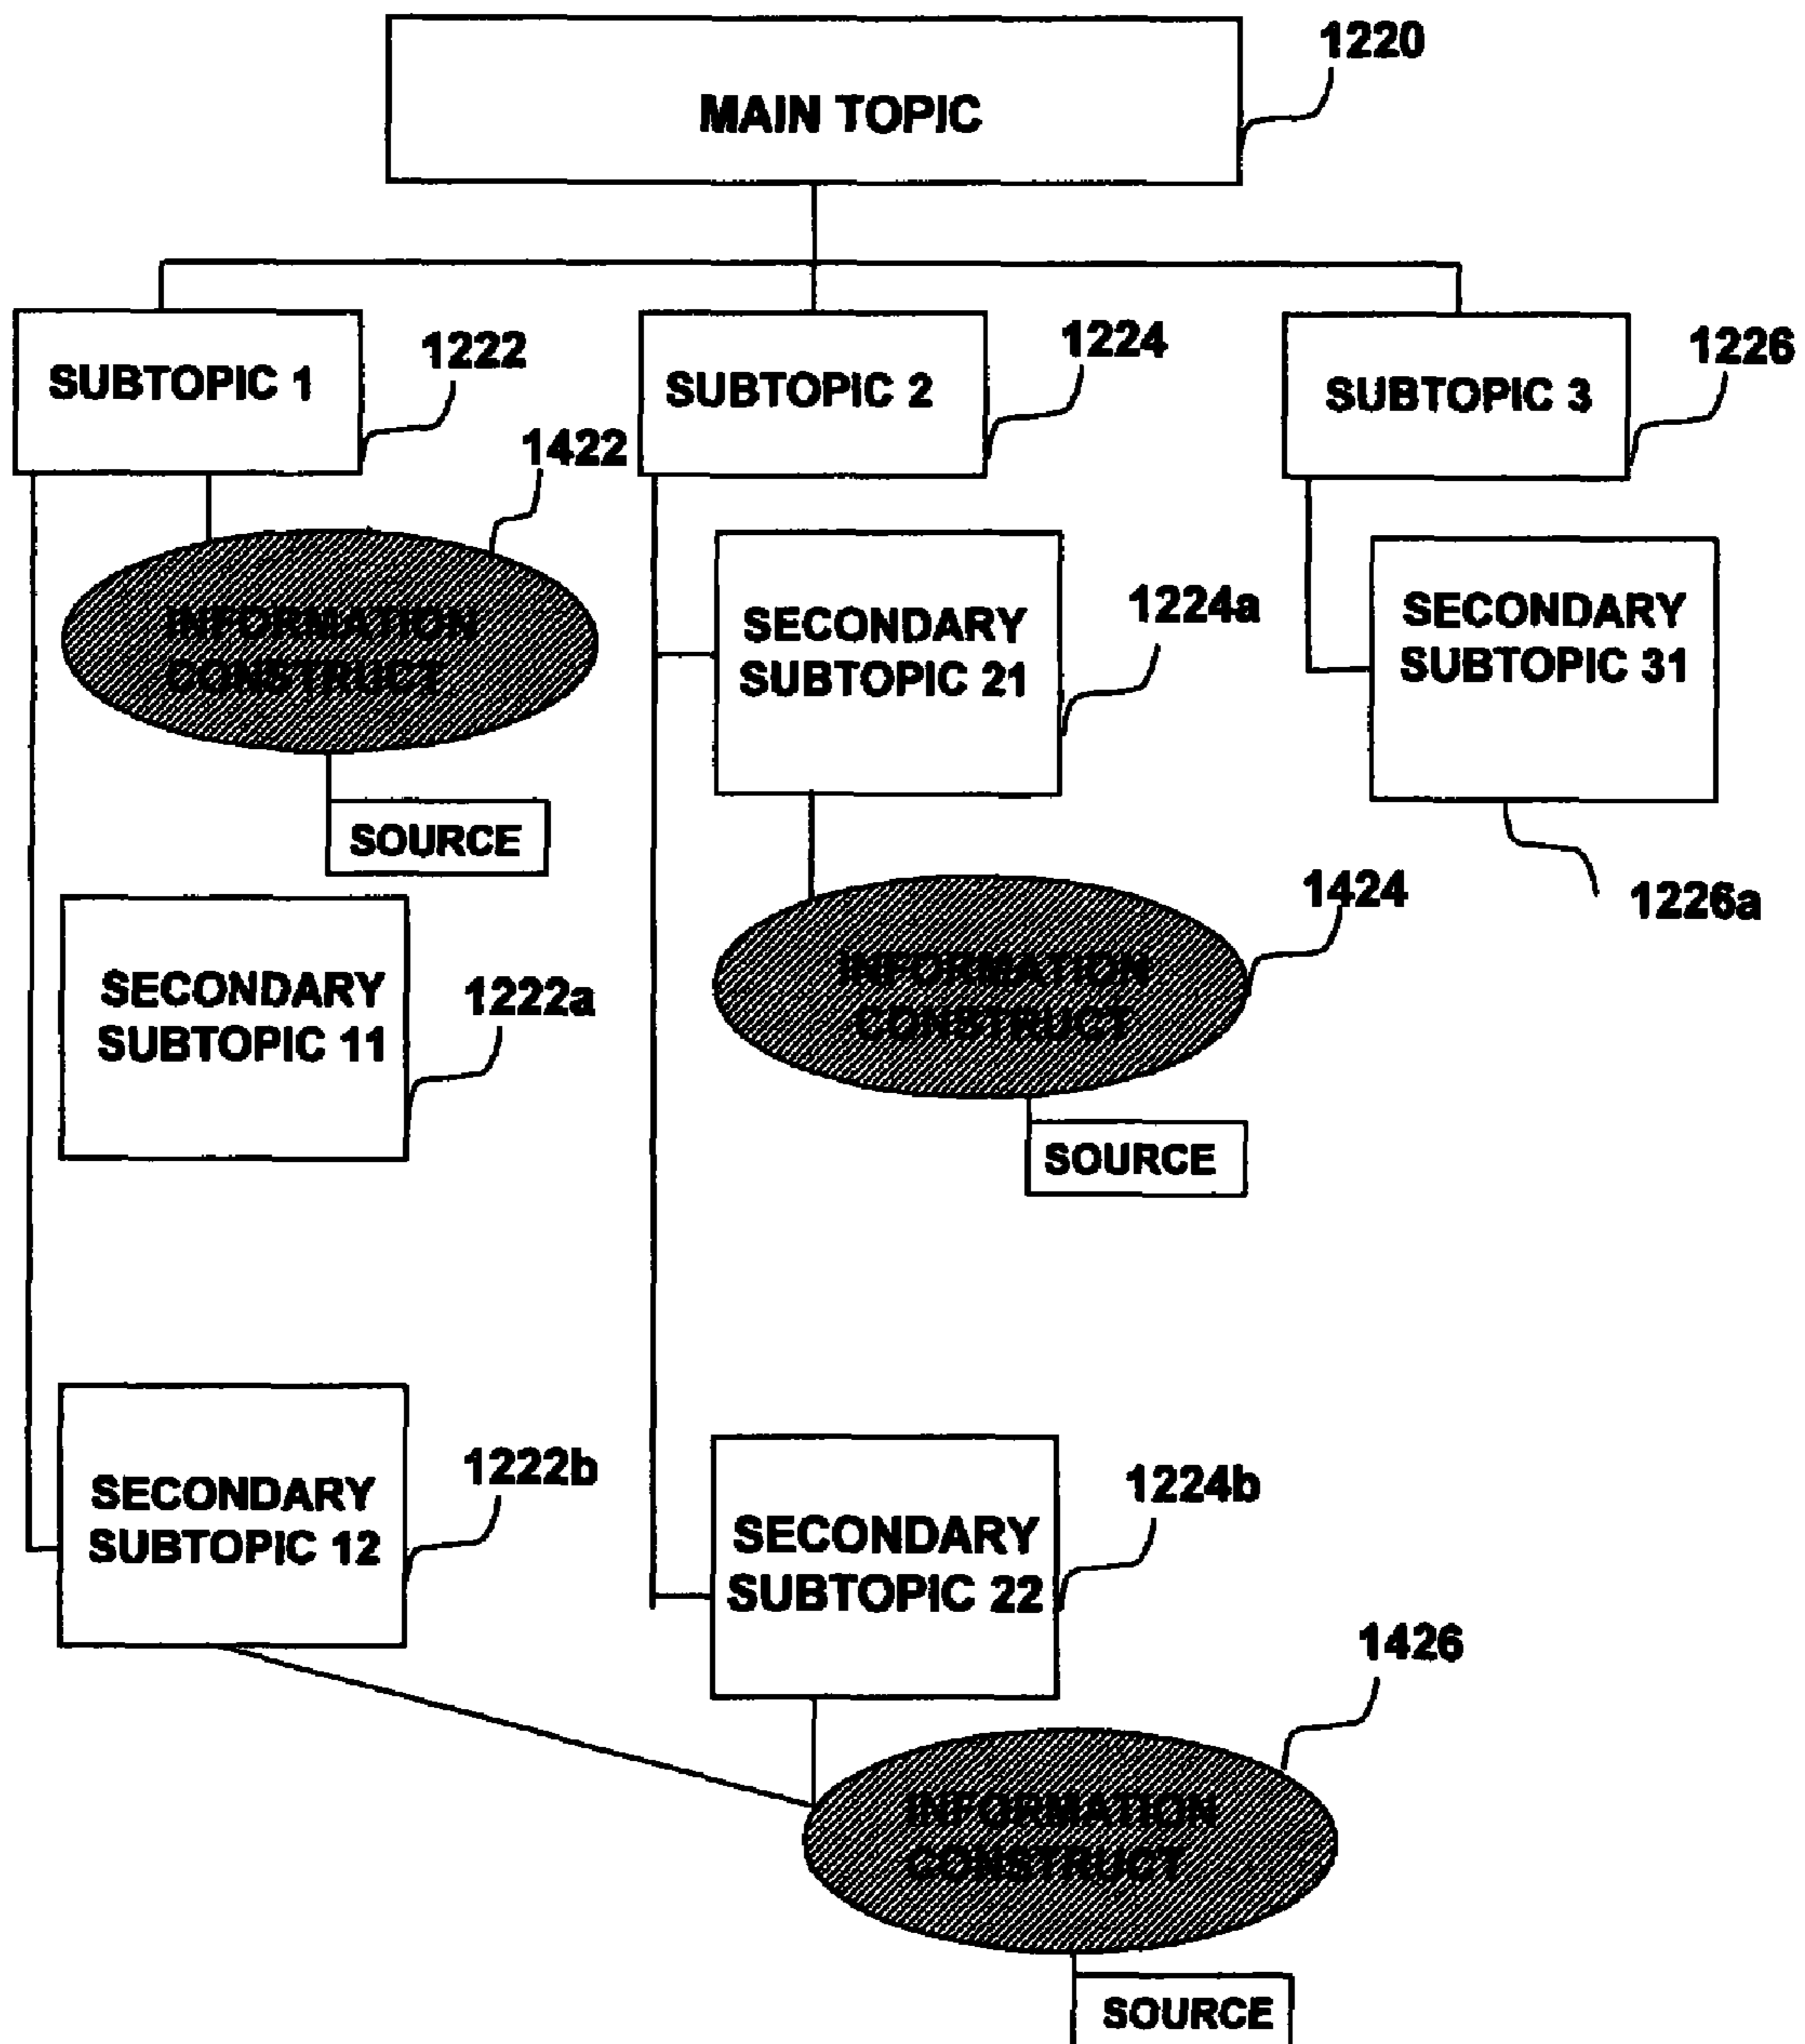 1220
MAIN TOPIC
SUBTOPIC 1
1222
SUBTOPIC 2
1224
SUBTOPIC 3
1226
1422
INFORMATION
CONSTRUCT
SOURCE
SECONDARY
SUBTOPIC 21
1224a
SECONDARY
SUBTOPIC 31
1226a
1424
INFORMATION
CONSTRUCT
SOURCE
SECONDARY
SUBTOPIC 11
1222a
SECONDARY
SUBTOPIC 12
1222b
SECONDARY
SUBTOPIC 22
1224b
1426
INFORMATION
CONSTRUCT
SOURCE